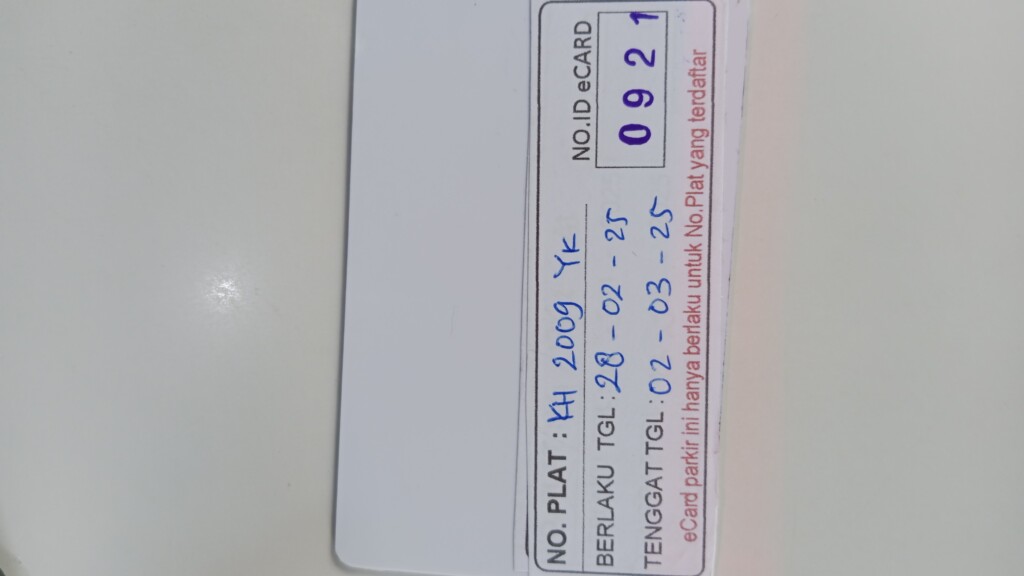 NO. PLAT : KH 2009 YK
NO.ID eCARD
0921
BERLAKU TGL : 28 - 02 - 25
TENGGAT TGL : 02 - 03 - 25
eCard parkir ini hanya berlaku untuk No.Plat yang terdaftar